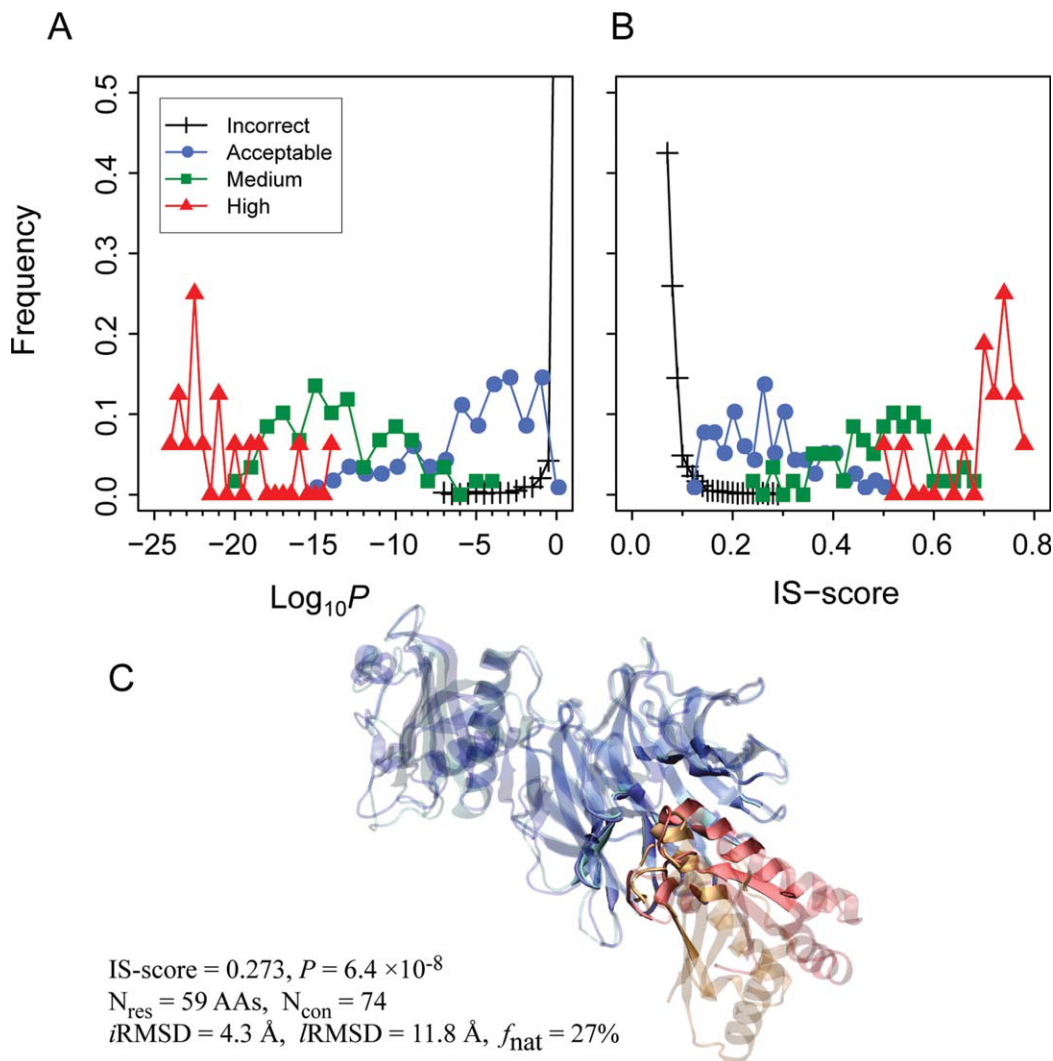 A
B
0.0 0.1 0.2 0.3 0.4 0.5
Frequency
Incorrect
Acceptable
Medium
High
−25 −20 −15 −10 −5 0
Log₁₀P
0.0 0.2 0.4 0.6 0.8
IS−score
C
IS-score = 0.273, P = 6.4 ×10⁻⁸
Nres = 59 AAs, Ncon = 74
iRMSD = 4.3 Å, lRMSD = 11.8 Å, fnat = 27%